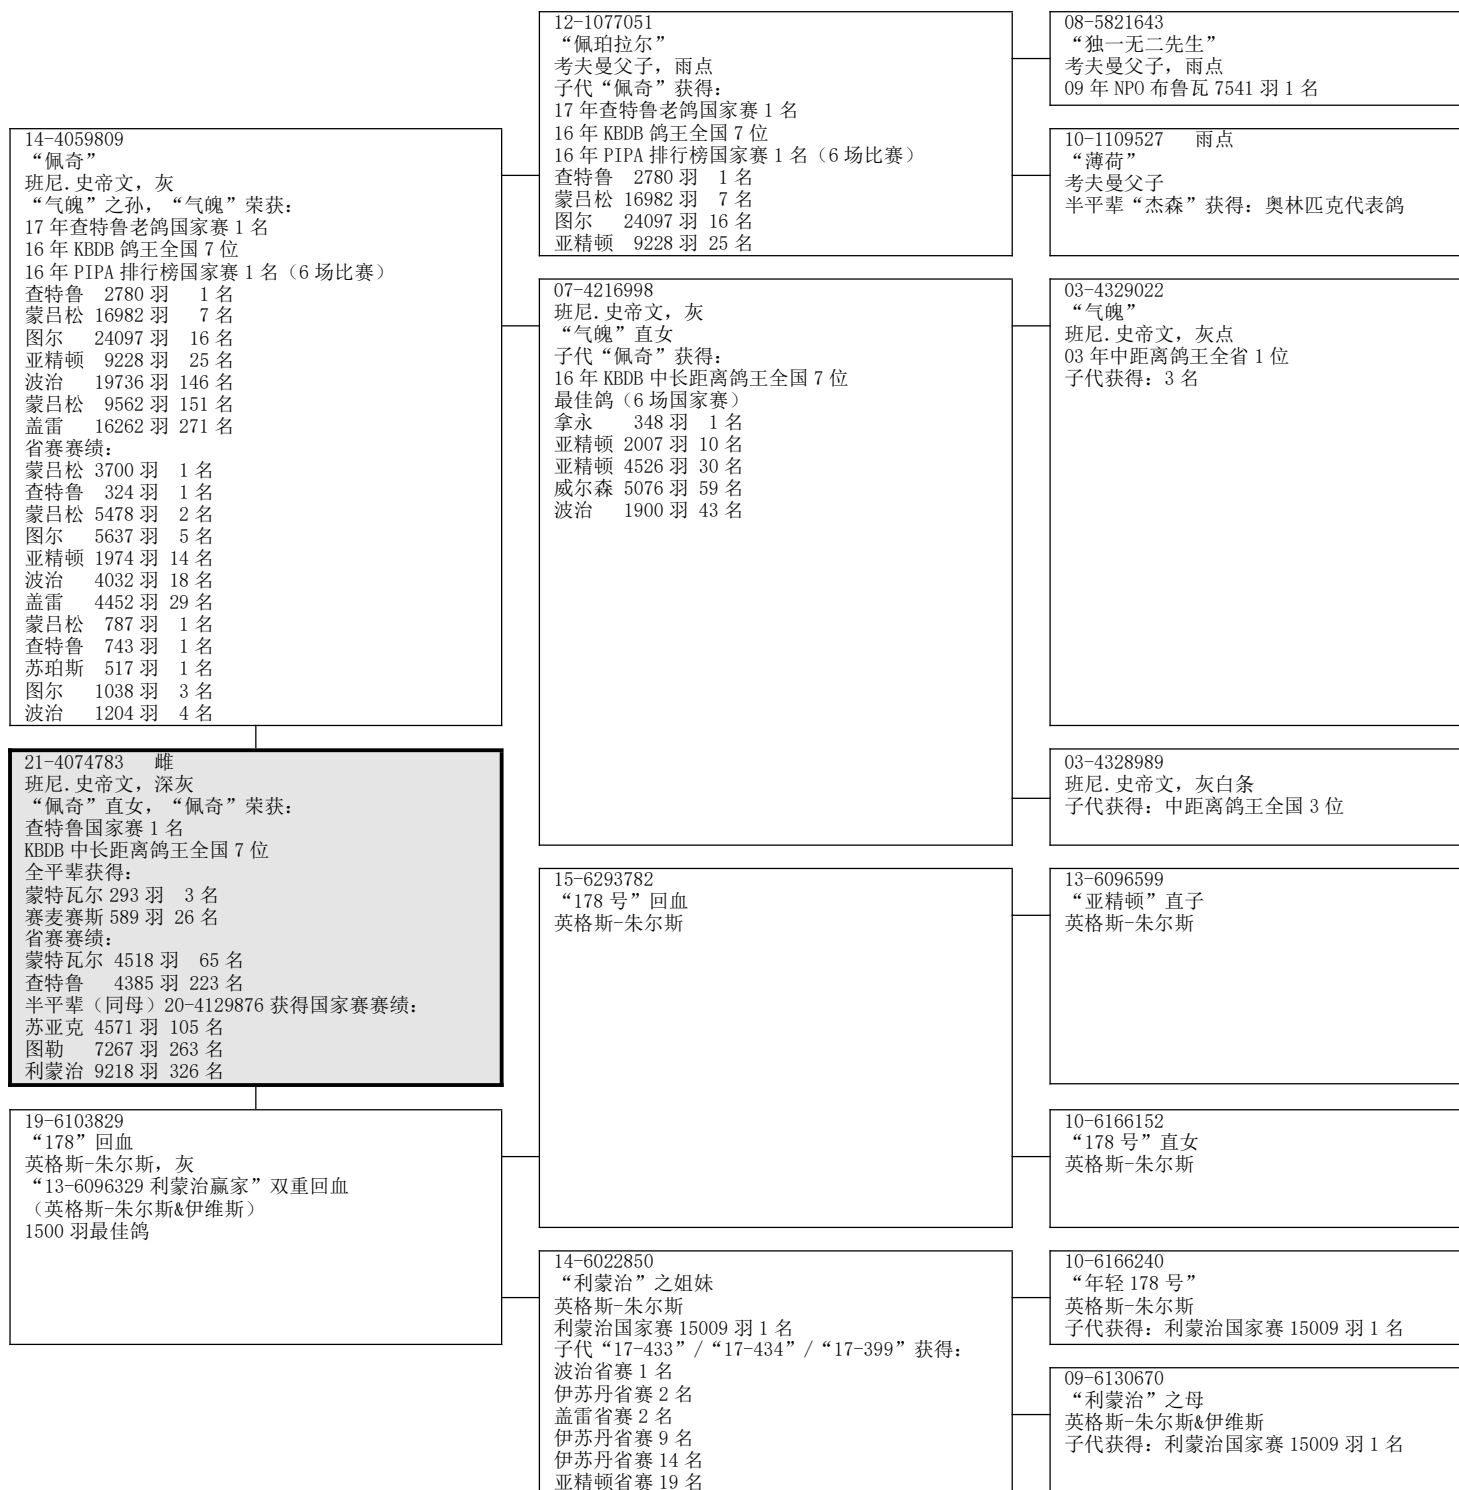 14-4059809
“佩奇”
班尼.史帝文，灰
“气魄”之孙，“气魄”荣获：
17 年查特鲁老鸽国家赛 1 名
16 年 KBDB 鸽王全国 7 位
16 年 PIPA 排行榜国家赛 1 名（6 场比赛）
查特鲁 2780 羽 1 名
蒙吕松 16982 羽 7 名
图尔 24097 羽 16 名
亚精顿 9228 羽 25 名
波治 19736 羽 146 名
蒙吕松 9562 羽 151 名
盖雷 16262 羽 271 名
省赛赛绩：
蒙吕松 3700 羽 1 名
查特鲁 324 羽 1 名
蒙吕松 5478 羽 2 名
图尔 5637 羽 5 名
亚精顿 1974 羽 14 名
波治 4032 羽 18 名
盖雷 4452 羽 29 名
蒙吕松 787 羽 1 名
查特鲁 743 羽 1 名
苏珀斯 517 羽 1 名
图尔 1038 羽 3 名
波治 1204 羽 4 名
21-4074783 雌
班尼.史帝文，深灰
“佩奇”直女，“佩奇”荣获：
查特鲁国家赛 1 名
KBDB 中长距离鸽王全国 7 位
全平辈获得：
蒙特瓦尔 293 羽 3 名
赛麦赛斯 589 羽 26 名
省赛赛绩：
蒙特瓦尔 4518 羽 65 名
查特鲁 4385 羽 223 名
半平辈（同母）20-4129876 获得国家赛赛绩：
苏亚克 4571 羽 105 名
图勒 7267 羽 263 名
利蒙治 9218 羽 326 名
19-6103829
“178”回血
英格斯-朱尔斯，灰
“13-6096329 利蒙治赢家”双重回血
（英格斯-朱尔斯&伊维斯）
1500 羽最佳鸽
12-1077051
“佩珀拉尔”
考夫曼父子，雨点
子代“佩奇”获得：
17 年查特鲁老鸽国家赛 1 名
16 年 KBDB 鸽王全国 7 位
16 年 PIPA 排行榜国家赛 1 名（6 场比赛）
查特鲁 2780 羽 1 名
蒙吕松 16982 羽 7 名
图尔 24097 羽 16 名
亚精顿 9228 羽 25 名
07-4216998
班尼.史帝文，灰
“气魄”直女
子代“佩奇”获得：
16 年 KBDB 中长距离鸽王全国 7 位
最佳鸽（6 场国家赛）
拿永 348 羽 1 名
亚精顿 2007 羽 10 名
亚精顿 4526 羽 30 名
威尔森 5076 羽 59 名
波治 1900 羽 43 名
15-6293782
“178 号”回血
英格斯-朱尔斯
14-6022850
“利蒙治”之姐妹
英格斯-朱尔斯
利蒙治国家赛 15009 羽 1 名
子代“17-433”/“17-434”/“17-399”获得：
波治省赛 1 名
伊苏丹省赛 2 名
盖雷省赛 2 名
伊苏丹省赛 9 名
伊苏丹省赛 14 名
亚精顿省赛 19 名
08-5821643
“独一无二先生”
考夫曼父子，雨点
09 年 NPO 布鲁瓦 7541 羽 1 名
10-1109527 雨点
“薄荷”
考夫曼父子
半平辈“杰森”获得：奥林匹克代表鸽
03-4329022
“气魄”
班尼.史帝文，灰点
03 年中距离鸽王全省 1 位
子代获得：3 名
03-4328989
班尼.史帝文，灰白条
子代获得：中距离鸽王全国 3 位
13-6096599
“亚精顿”直子
英格斯-朱尔斯
10-6166152
“178 号”直女
英格斯-朱尔斯
10-6166240
“年轻 178 号”
英格斯-朱尔斯
子代获得：利蒙治国家赛 15009 羽 1 名
09-6130670
“利蒙治”之母
英格斯-朱尔斯&伊维斯
子代获得：利蒙治国家赛 15009 羽 1 名